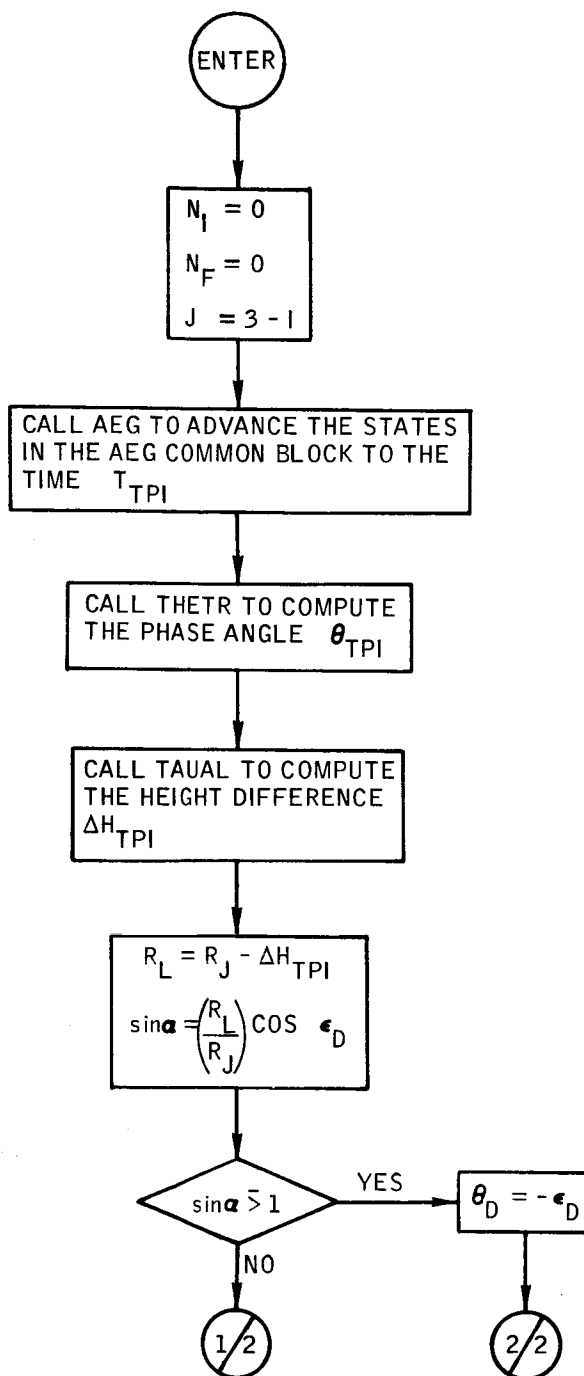 ENTER
N_I = 0
N_F = 0
J = 3 - 1
CALL AEG TO ADVANCE THE STATES
IN THE AEG COMMON BLOCK TO THE
TIME T_TPI
CALL THETR TO COMPUTE
THE PHASE ANGLE θ_TPI
CALL TAUAL TO COMPUTE
THE HEIGHT DIFFERENCE
ΔH_TPI
R_L = R_J - ΔH_TPI
sinα = (R_L/R_J) COS ϵ_D
sinα > 1
YES
θ_D = -ϵ_D
NO
1/2
2/2